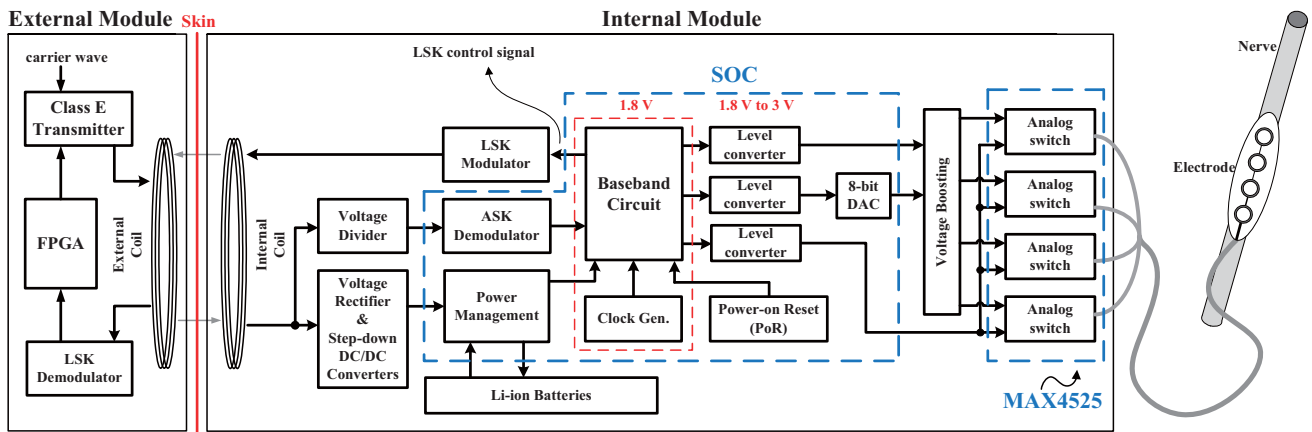 External Module
Skin
Internal Module
carrier wave
Class E
Transmitter
FPGA
LSK
Demodulator
External
Coil
Internal
Coil
LSK control signal
SOC
1.8 V
1.8 V to 3 V
LSK
Modulator
Voltage
Divider
ASK
Demodulator
Voltage
Rectifier
&
Step-down
DC/DC
Converters
Power
Management
Li-ion Batteries
Baseband
Circuit
Clock Gen.
Level
converter
Level
converter
Level
converter
8-bit
DAC
Power-on Reset
(PoR)
Voltage Boosting
Analog
switch
Analog
switch
Analog
switch
Analog
switch
MAX4525
Nerve
Electrode